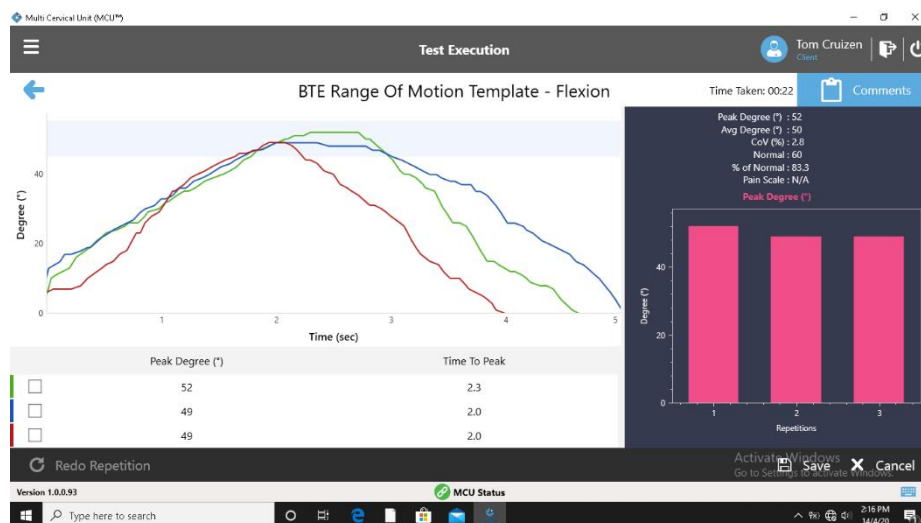 Multi Cervical Unit (MCU™)
Test Execution
Tom Cruizen
Client
BTE Range Of Motion Template - Flexion
Time Taken: 00:22
Comments
Degree (°)
40
20
0
1 2 3 4 5
Time (sec)
Peak Degree (°) : 52
Avg Degree (°) : 50
CoV (%) : 2.8
Normal : 60
% of Normal : 83.3
Pain Scale : N/A
Peak Degree (°)
Degree (°)
40
20
0
1 2 3
Repetitions
Peak Degree (°) Time To Peak
52 2.3
49 2.0
49 2.0
Redo Repetition
Activate Windows
Go to Settings to activate Windows.
Save
Cancel
Version 1.0.0.93
MCU Status
Type here to search
2:16 PM
14/4/20